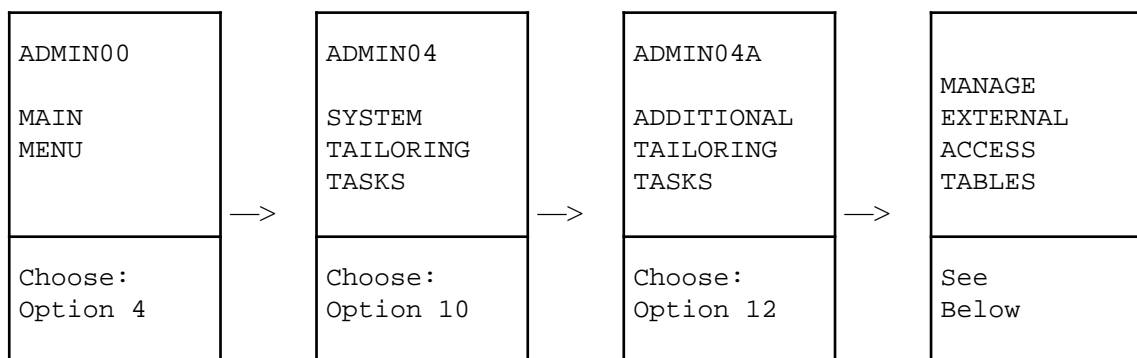 ADMIN00
MAIN
MENU
Choose:
Option 4
—>
ADMIN04
SYSTEM
TAILORING
TASKS
Choose:
Option 10
—>
ADMIN04A
ADDITIONAL
TAILORING
TASKS
Choose:
Option 12
—>
MANAGE
EXTERNAL
ACCESS
TABLES
See
Below